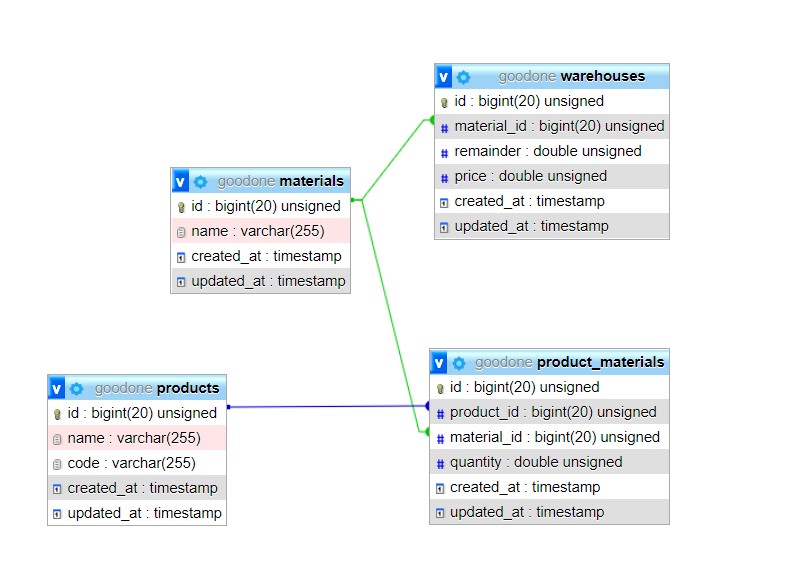 v goodone warehouses
id : bigint(20) unsigned
# material_id : bigint(20) unsigned
# remainder : double unsigned
# price : double unsigned
created_at : timestamp
updated_at : timestamp
v goodone materials
id : bigint(20) unsigned
name : varchar(255)
created_at : timestamp
updated_at : timestamp
v goodone product_materials
id : bigint(20) unsigned
# product_id : bigint(20) unsigned
# material_id : bigint(20) unsigned
# quantity : double unsigned
created_at : timestamp
updated_at : timestamp
v goodone products
id : bigint(20) unsigned
name : varchar(255)
code : varchar(255)
created_at : timestamp
updated_at : timestamp